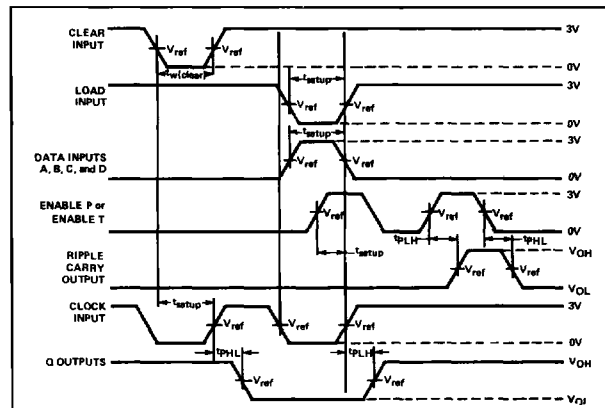 CLEAR
INPUT
Vref
Vref
3V
tw(clear)
0V
tsetup
3V
LOAD
INPUT
Vref
Vref
0V
tsetup
3V
DATA INPUTS
A, B, C, and D
Vref
Vref
0V
3V
ENABLE P or
ENABLE T
Vref
Vref
Vref
0V
tPLH
tPHL
tsetup
VOH
RIPPLE
CARRY
OUTPUT
Vref
Vref
VOL
CLOCK
INPUT
tsetup
3V
Vref
Vref
Vref
0V
tPHL
tPLH
Q OUTPUTS
VOH
Vref
Vref
VOL